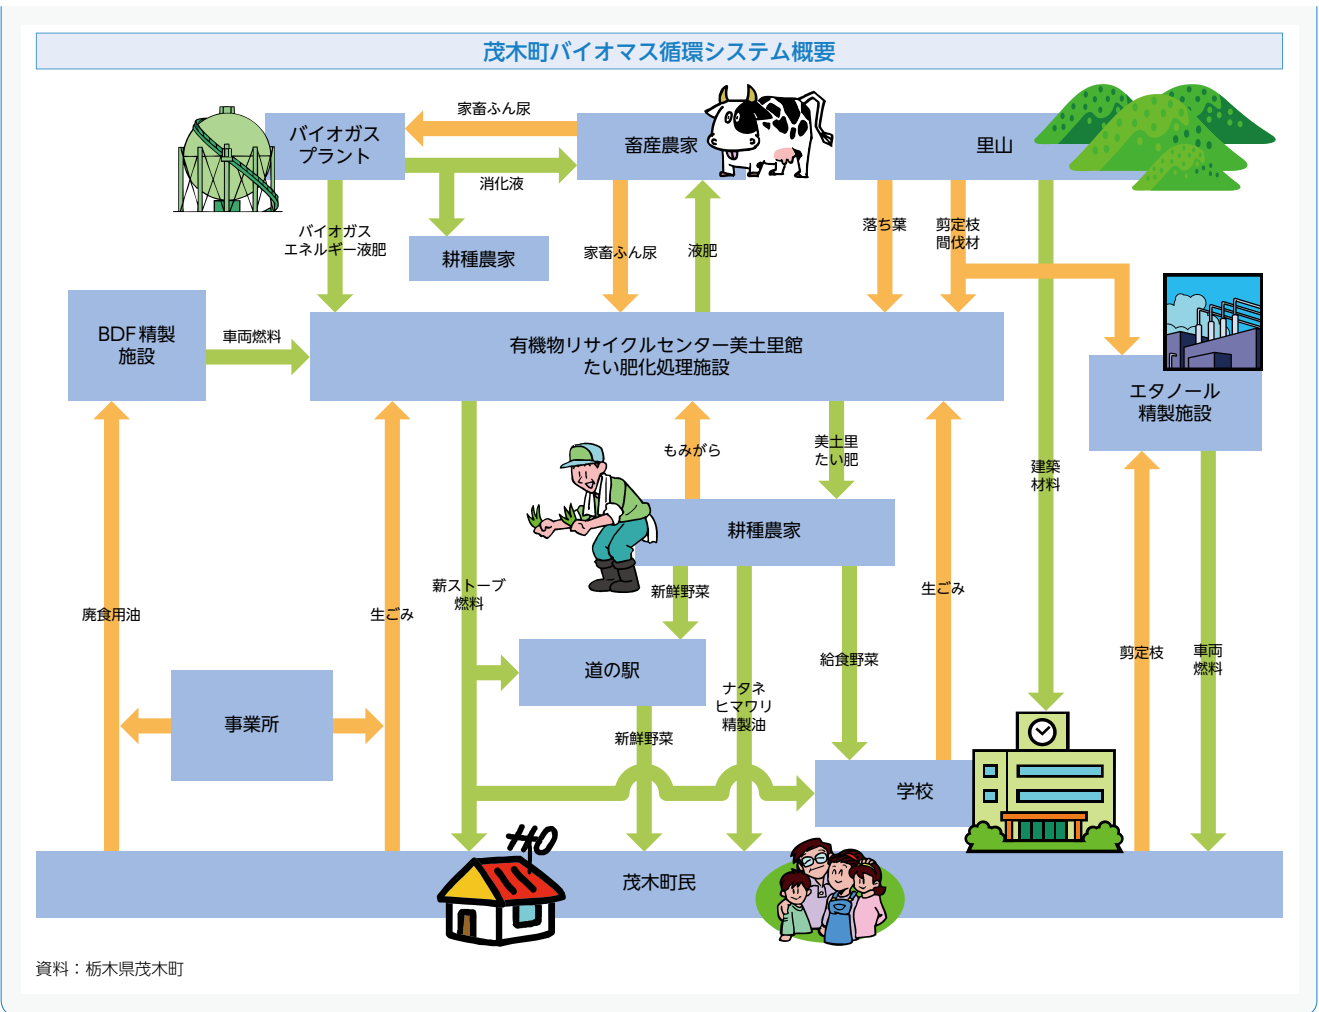 茂木町バイオマス循環システム概要
バイオガス
プラント
家畜ふん尿
畜産農家
里山
消化液
バイオガス
エネルギー液肥
耕種農家
家畜ふん尿
液肥
落ち葉
剪定枝
間伐材
BDF精製
施設
車両燃料
有機物リサイクルセンター美土里館
たい肥化処理施設
エタノール
精製施設
もみがら
美土里
たい肥
建築
材料
耕種農家
廃食用油
生ごみ
薪ストーブ
燃料
新鮮野菜
生ごみ
給食野菜
剪定枝
車両
燃料
道の駅
ナタネ
ヒマワリ
精製油
事業所
新鮮野菜
学校
茂木町民
資料：栃木県茂木町